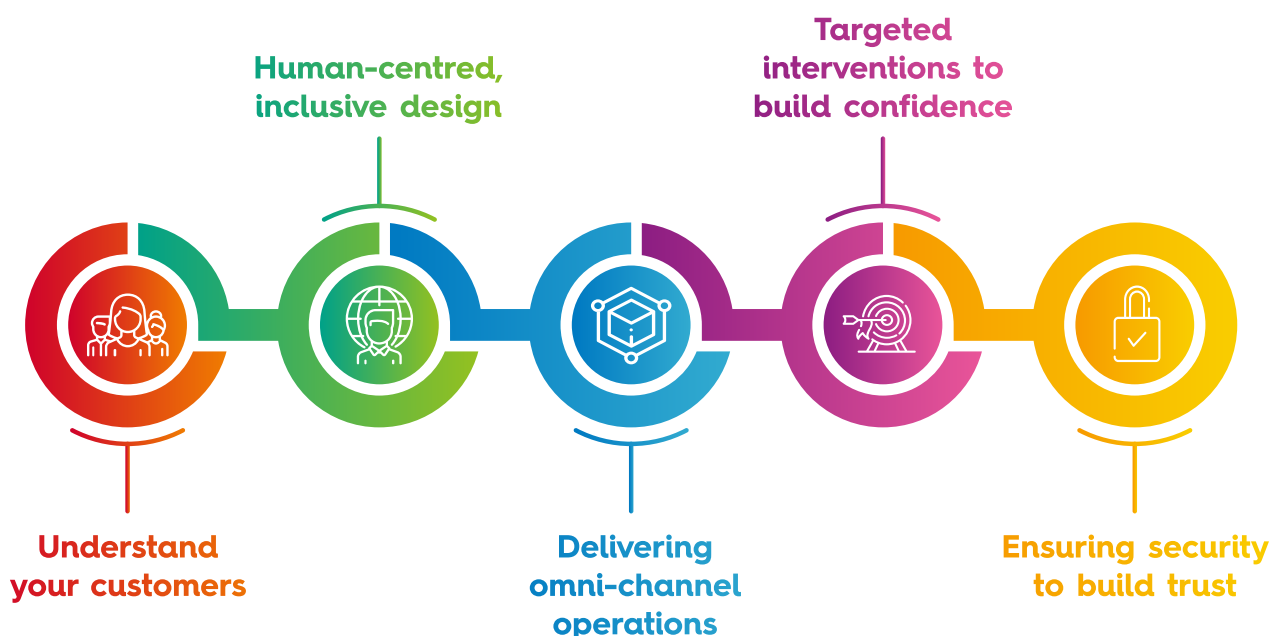 Understand
your customers
Human-centred,
inclusive design
Delivering
omni-channel
operations
Targeted
interventions to
build confidence
Ensuring security
to build trust